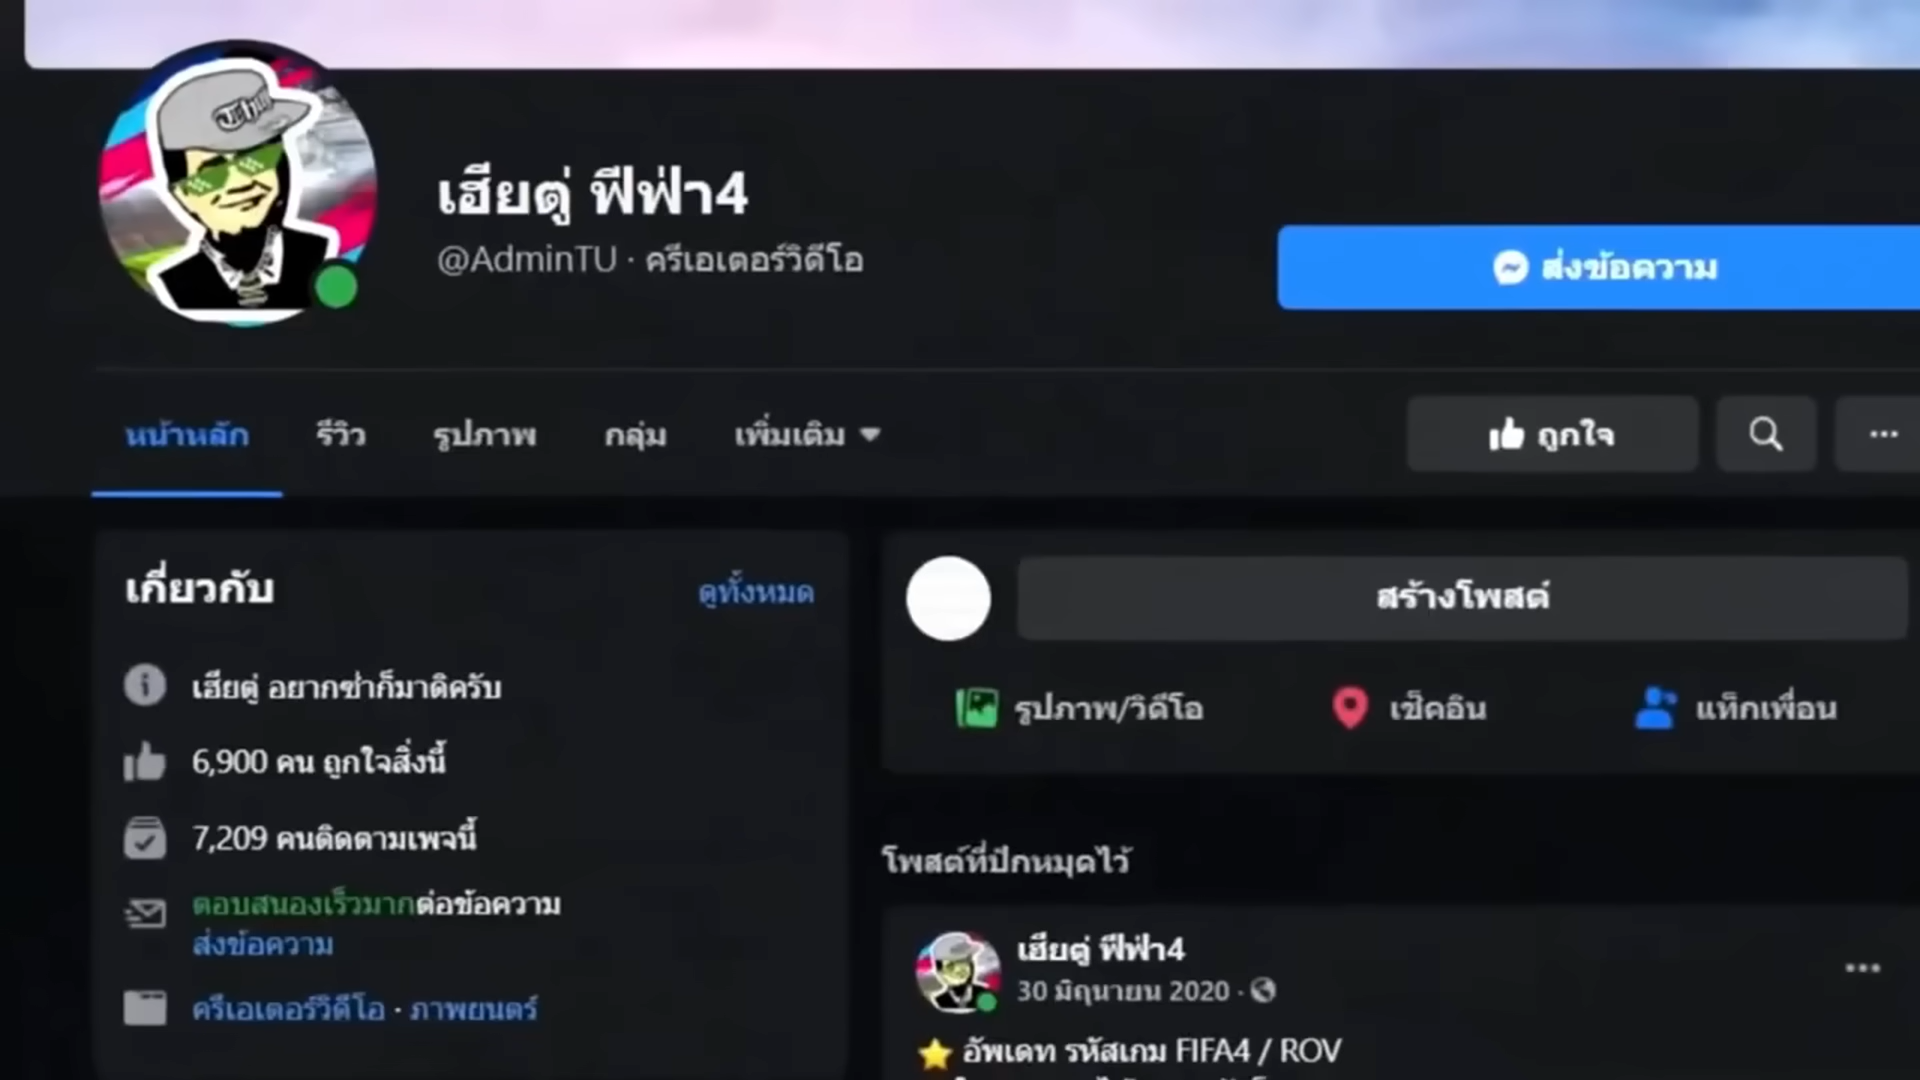 เฮียตู่ ฟีฟ่า4
@AdminTU · ครีเอเตอร์วิดีโอ
ส่งข้อความ
หน้าหลัก
รีวิว
รูปภาพ
กลุ่ม
เพิ่มเติม
ถูกใจ
เกี่ยวกับ
ดูทั้งหมด
เฮียตู่ อยากซ่าก็มาดิครับ
6,900 คน ถูกใจสิ่งนี้
7,209 คนติดตามเพจนี้
ตอบสนองเร็วมากต่อข้อความ
ส่งข้อความ
ครีเอเตอร์วิดีโอ · ภาพยนตร์
สร้างโพสต์
รูปภาพ/วิดีโอ
เช็คอิน
แท็กเพื่อน
โพสต์ที่ปักหมุดไว้
เฮียตู่ ฟีฟ่า4
30 มิถุนายน 2020 ·
อัพเดท รหัสเกม FIFA4 / ROV